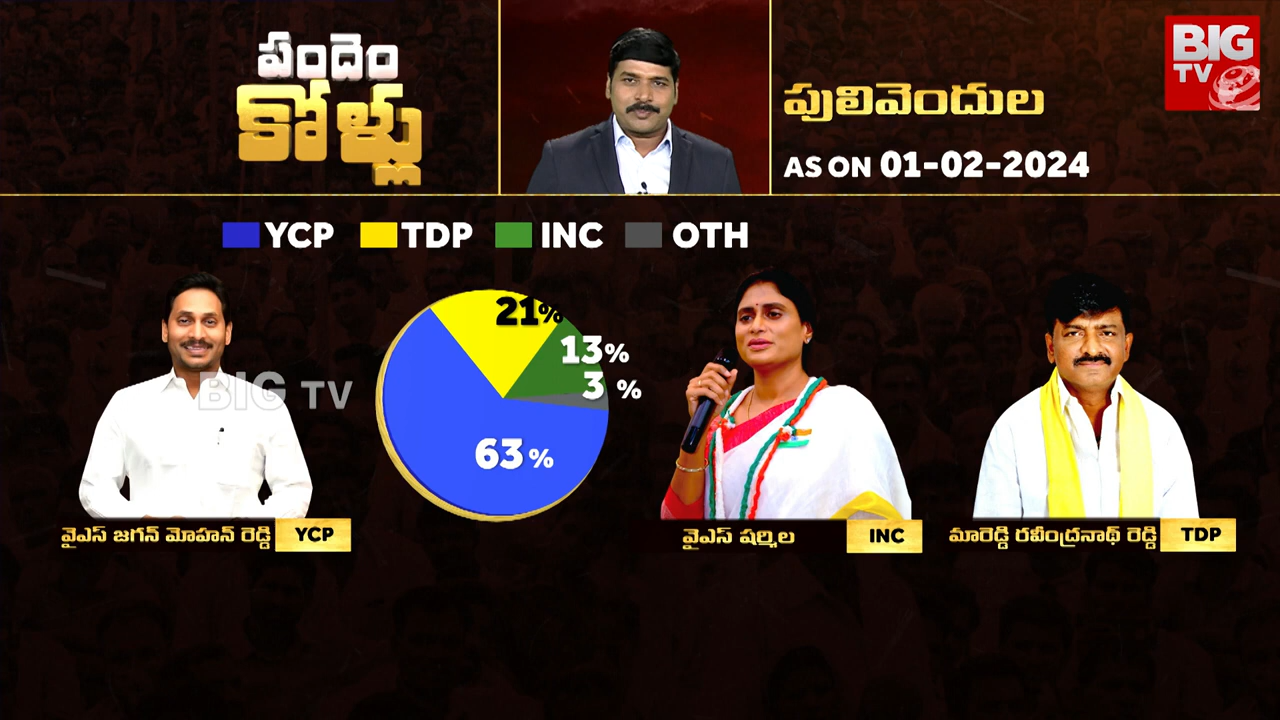 పందెం
కోళ్లు
పులివెందుల
AS ON 01-02-2024
BIG
TV
YCP TDP INC OTH
21%
13%
3 %
63 %
BIG TV
వైఎస్ జగన్ మోహన్ రెడ్డి YCP
వైఎస్ షర్మిల INC
మారెడ్డి రవీంద్రనాథ్ రెడ్డి TDP